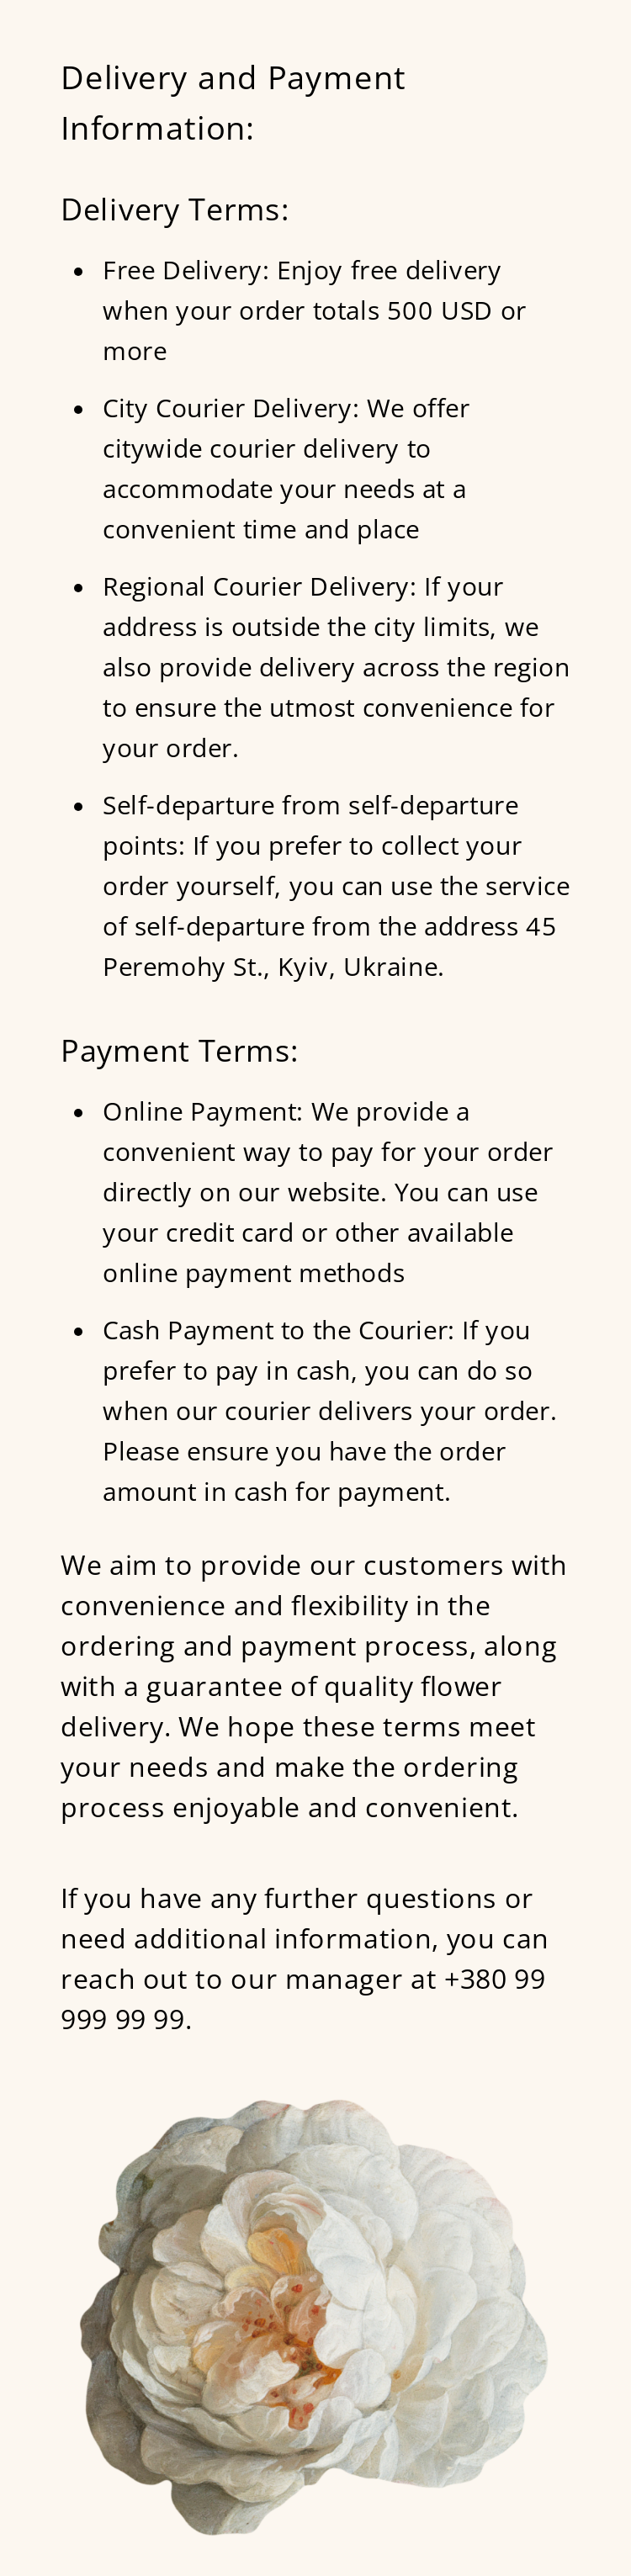 Delivery and Payment
Information:
Delivery Terms:
• Free Delivery: Enjoy free delivery
when your order totals 500 USD or
more
• City Courier Delivery: We offer
citywide courier delivery to
accommodate your needs at a
convenient time and place
• Regional Courier Delivery: If your
address is outside the city limits, we
also provide delivery across the region
to ensure the utmost convenience for
your order.
• Self-departure from self-departure
points: If you prefer to collect your
order yourself, you can use the service
of self-departure from the address 45
Peremohy St., Kyiv, Ukraine.
Payment Terms:
• Online Payment: We provide a
convenient way to pay for your order
directly on our website. You can use
your credit card or other available
online payment methods
• Cash Payment to the Courier: If you
prefer to pay in cash, you can do so
when our courier delivers your order.
Please ensure you have the order
amount in cash for payment.
We aim to provide our customers with
convenience and flexibility in the
ordering and payment process, along
with a guarantee of quality flower
delivery. We hope these terms meet
your needs and make the ordering
process enjoyable and convenient.
If you have any further questions or
need additional information, you can
reach out to our manager at +380 99
999 99 99.